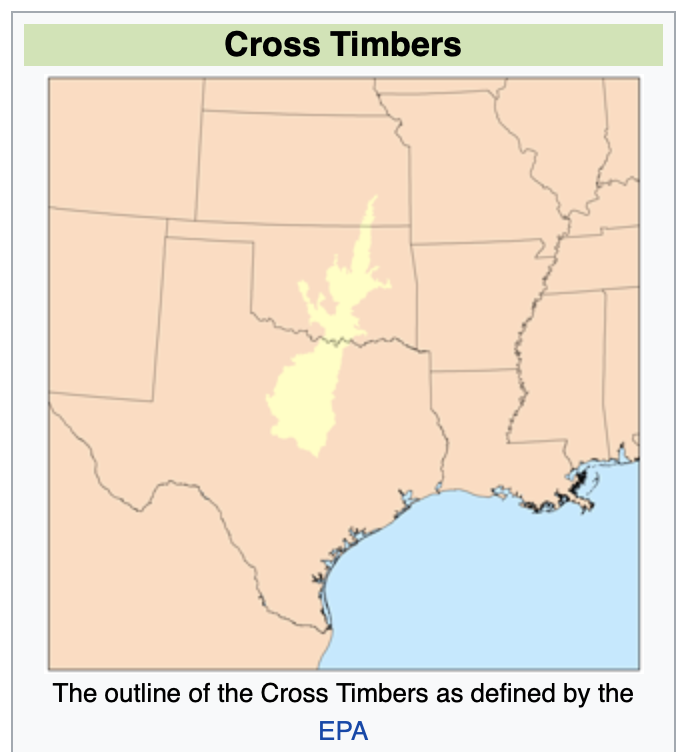 Cross Timbers
The outline of the Cross Timbers as defined by the
EPA